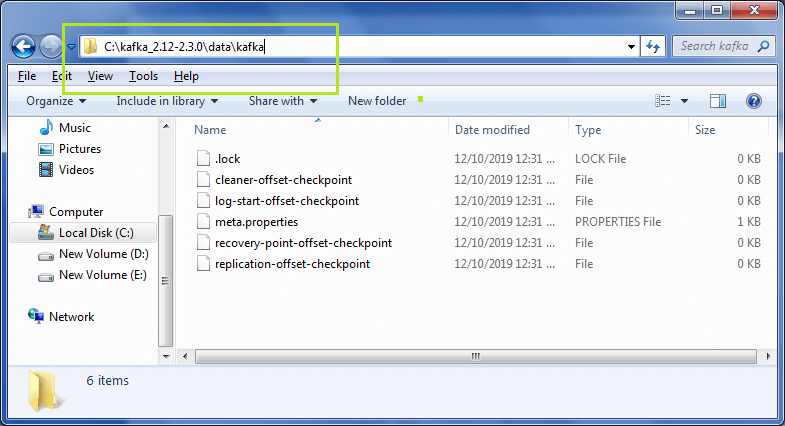 C:\kafka_2.12-2.3.0\data\kafka
Search kafka
File Edit View Tools Help
Organize Include in library Share with New folder
Music
Pictures
Videos
Computer
Local Disk (C:)
New Volume (D:)
New Volume (E:)
Network
Name Date modified Type Size
.lock 12/10/2019 12:31 ... LOCK File 0 KB
cleaner-offset-checkpoint 12/10/2019 12:31 ... File 0 KB
log-start-offset-checkpoint 12/10/2019 12:31 ... File 0 KB
meta.properties 12/10/2019 12:31 ... PROPERTIES File 1 KB
recovery-point-offset-checkpoint 12/10/2019 12:31 ... File 0 KB
replication-offset-checkpoint 12/10/2019 12:31 ... File 0 KB
6 items